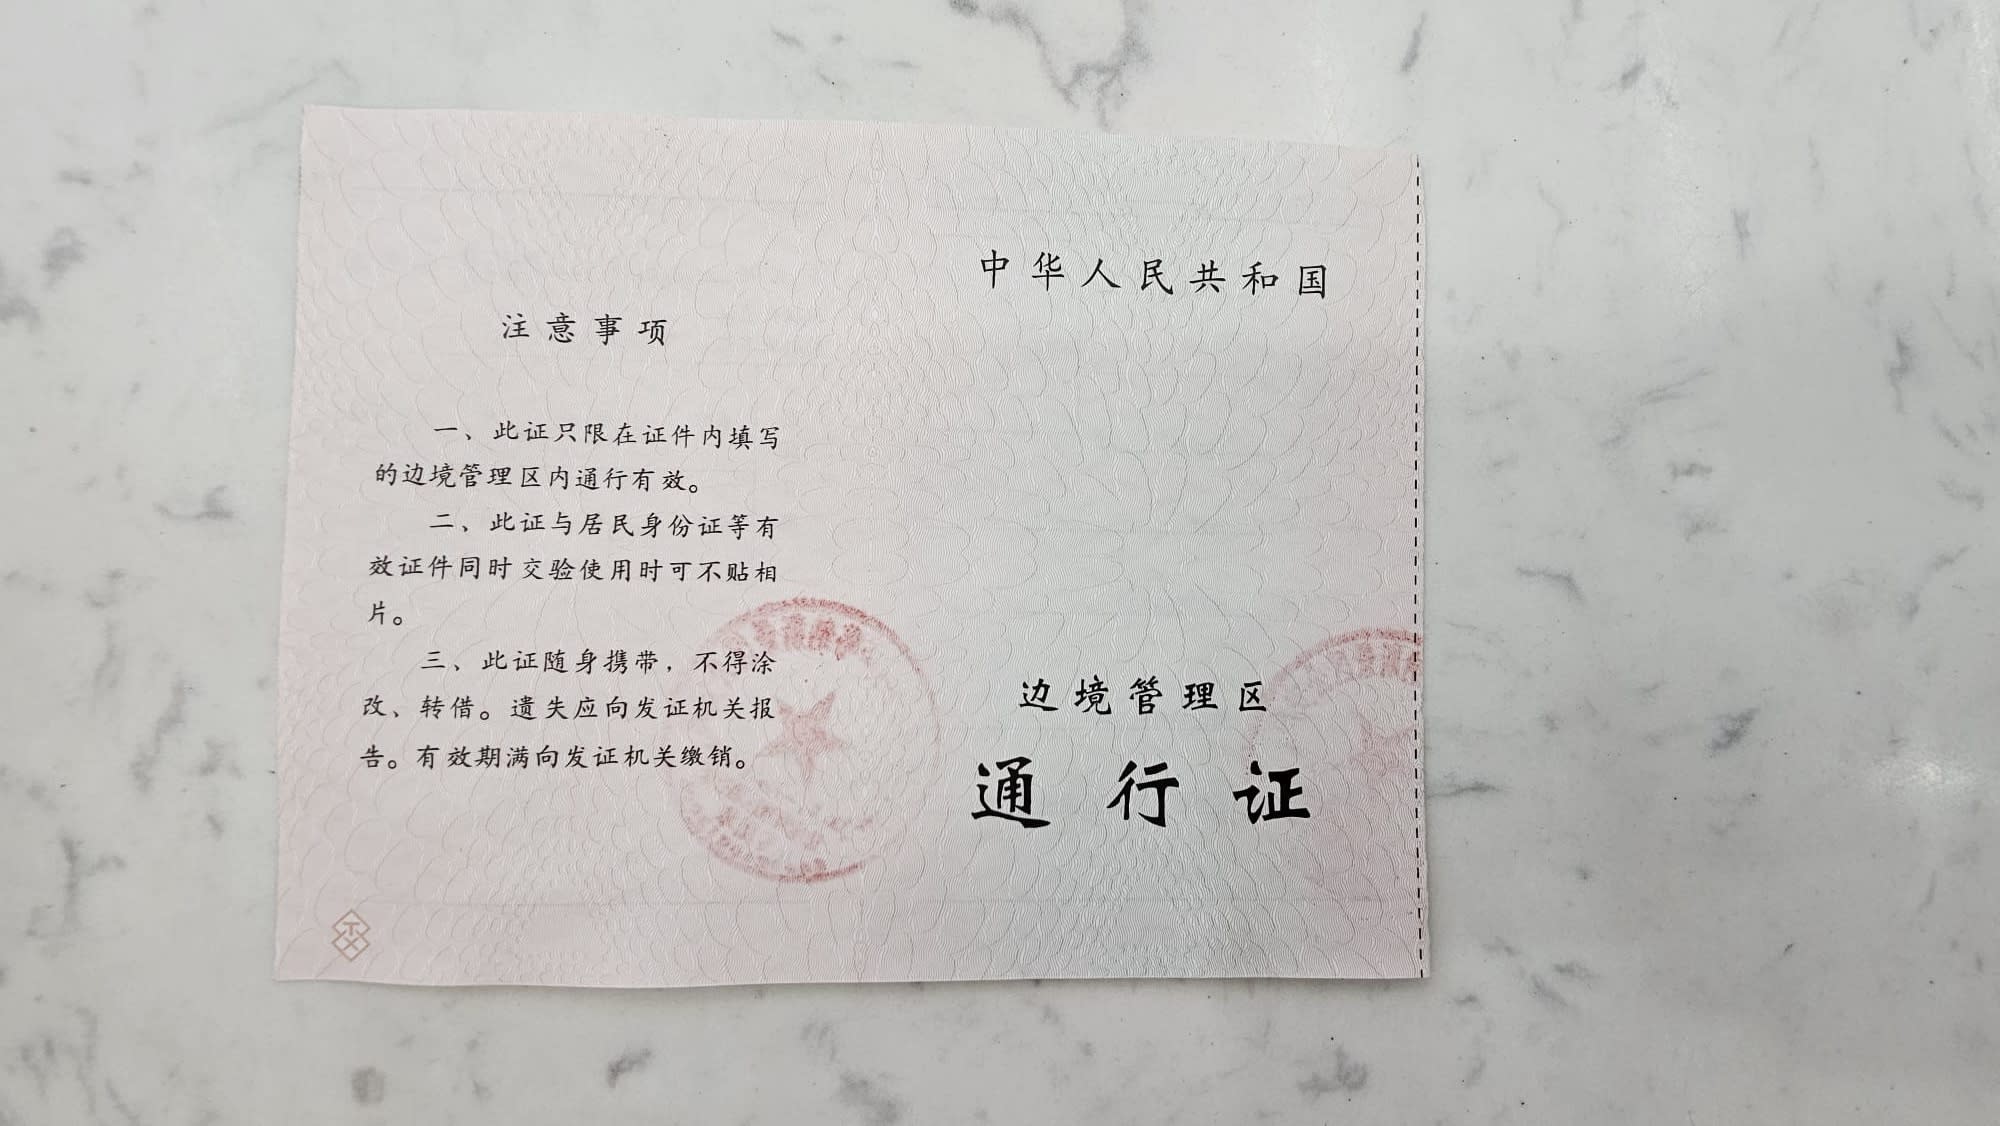 注意事项
一、此证只限在证件内填写
的边境管理区内通行有效。
二、此证与居民身份证等有
效证件同时交验使用时可不贴相
片。
三、此证随身携带，不得涂
改、转借。遗失应向发证机关报
告。有效期满向发证机关缴销。
中华人民共和国
边境管理区
通行证